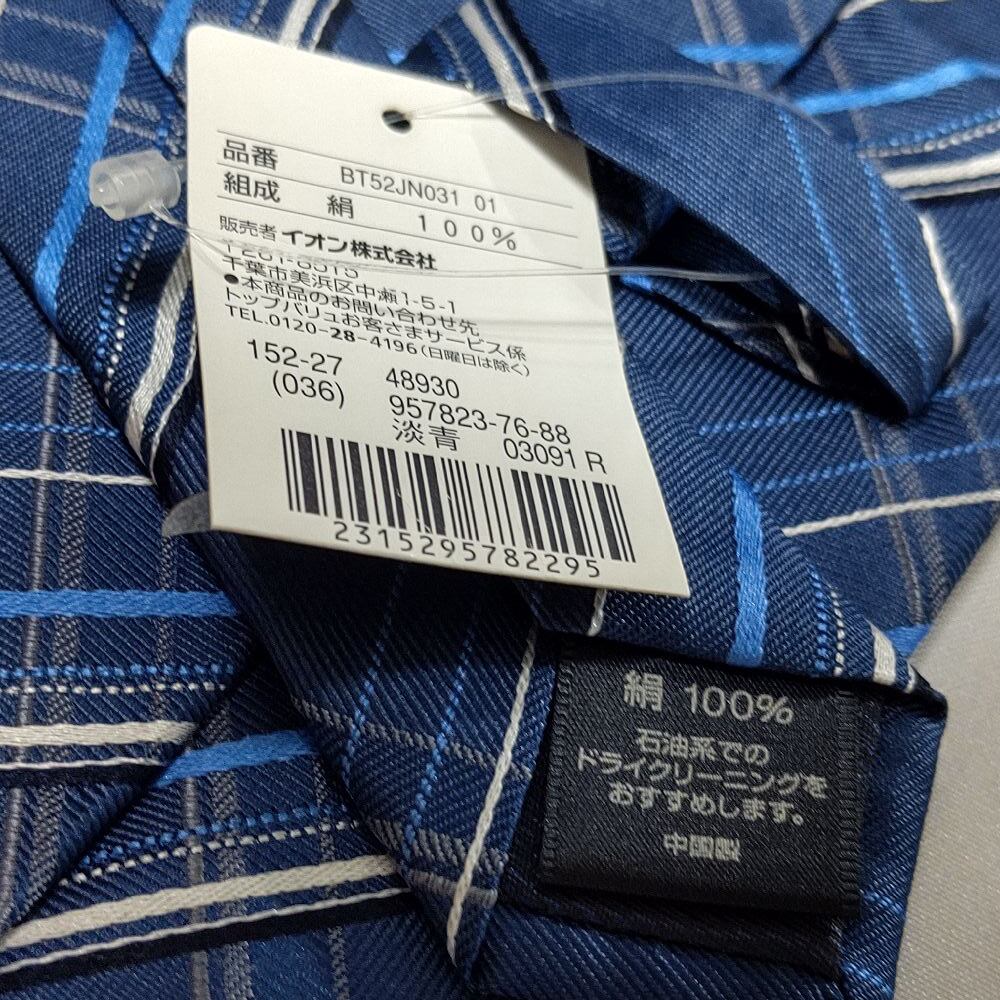 品番 BT52JN031 01
組成 絹 100%
販売者 イオン株式会社
〒261-8515
千葉市美浜区中瀬1-5-1
●本商品のお問い合わせ先
トップバリュお客さまサービス係
TEL.0120-28-4196(日曜日は除く)
152-27 48930
(036) 957823-76-88
淡青 03091 R
2315295782295
絹 100%
石油系での
ドライクリーニングを
おすすめします。
中国製